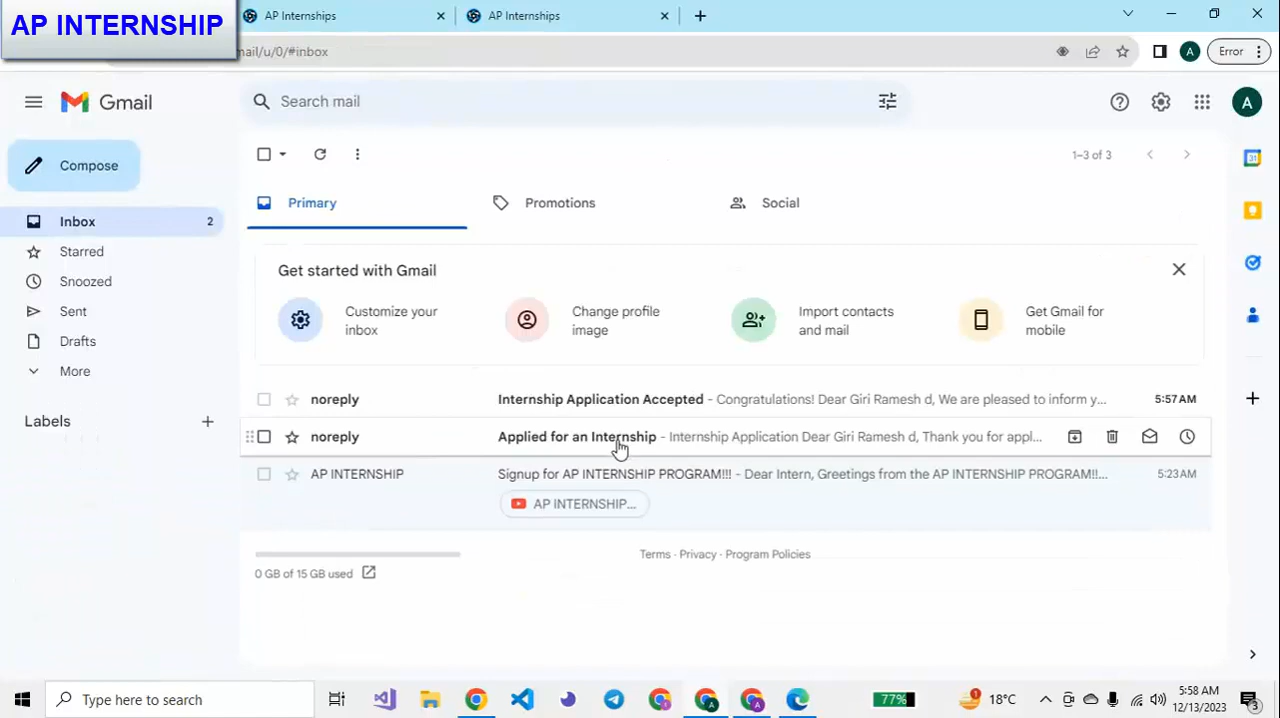 AP INTERNSHIP
AP Internships
AP Internships
mail/u/0/#inbox
A
Error
Gmail
Search mail
A
Compose
1–3 of 3
31
Primary
Promotions
Social
Inbox 2
Starred
Snoozed
Sent
Drafts
More
Labels
Get started with Gmail
Customize your
inbox
Change profile
image
Import contacts
and mail
Get Gmail for
mobile
noreply Internship Application Accepted - Congratulations! Dear Giri Ramesh d, We are pleased to inform y... 5:57 AM
noreply Applied for an Internship - Internship Application Dear Giri Ramesh d, Thank you for appl...
AP INTERNSHIP Signup for AP INTERNSHIP PROGRAM!!! - Dear Intern, Greetings from the AP INTERNSHIP PROGRAM!!... 5:23 AM
AP INTERNSHIP...
Terms · Privacy · Program Policies
0 GB of 15 GB used
Type here to search
77%
18°C
5:58 AM
12/13/2023
3